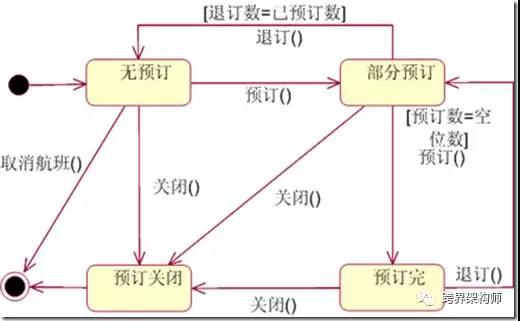 [退订数=已预订数]
退订()
无预订
部分预订
预订()
[预订数=空
位数]
预订()
取消航班()
关闭()
关闭()
预订关闭
预订完
退订()
关闭()
跨界架构师